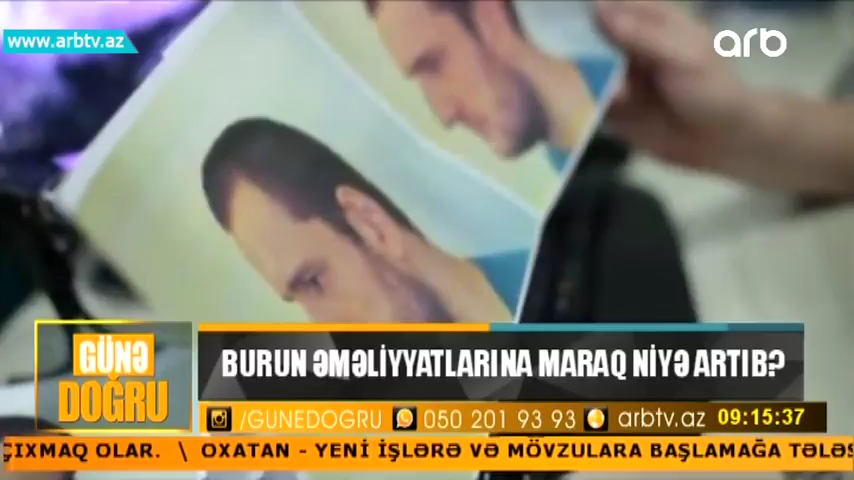 www.arbtv.az
arb
GÜNƏ
DOĞRU
BURUN ƏMƏLİYYATLARINA MARAQ NİYƏ ARTIB?
/GUNEDOGRU 050 201 93 93 arbtv.az 09:15:37
ÇIXMAQ OLAR. \ OXATAN - YENİ İŞLƏRƏ VƏ MÖVZULARA BAŞLAMAĞA TƏLƏS